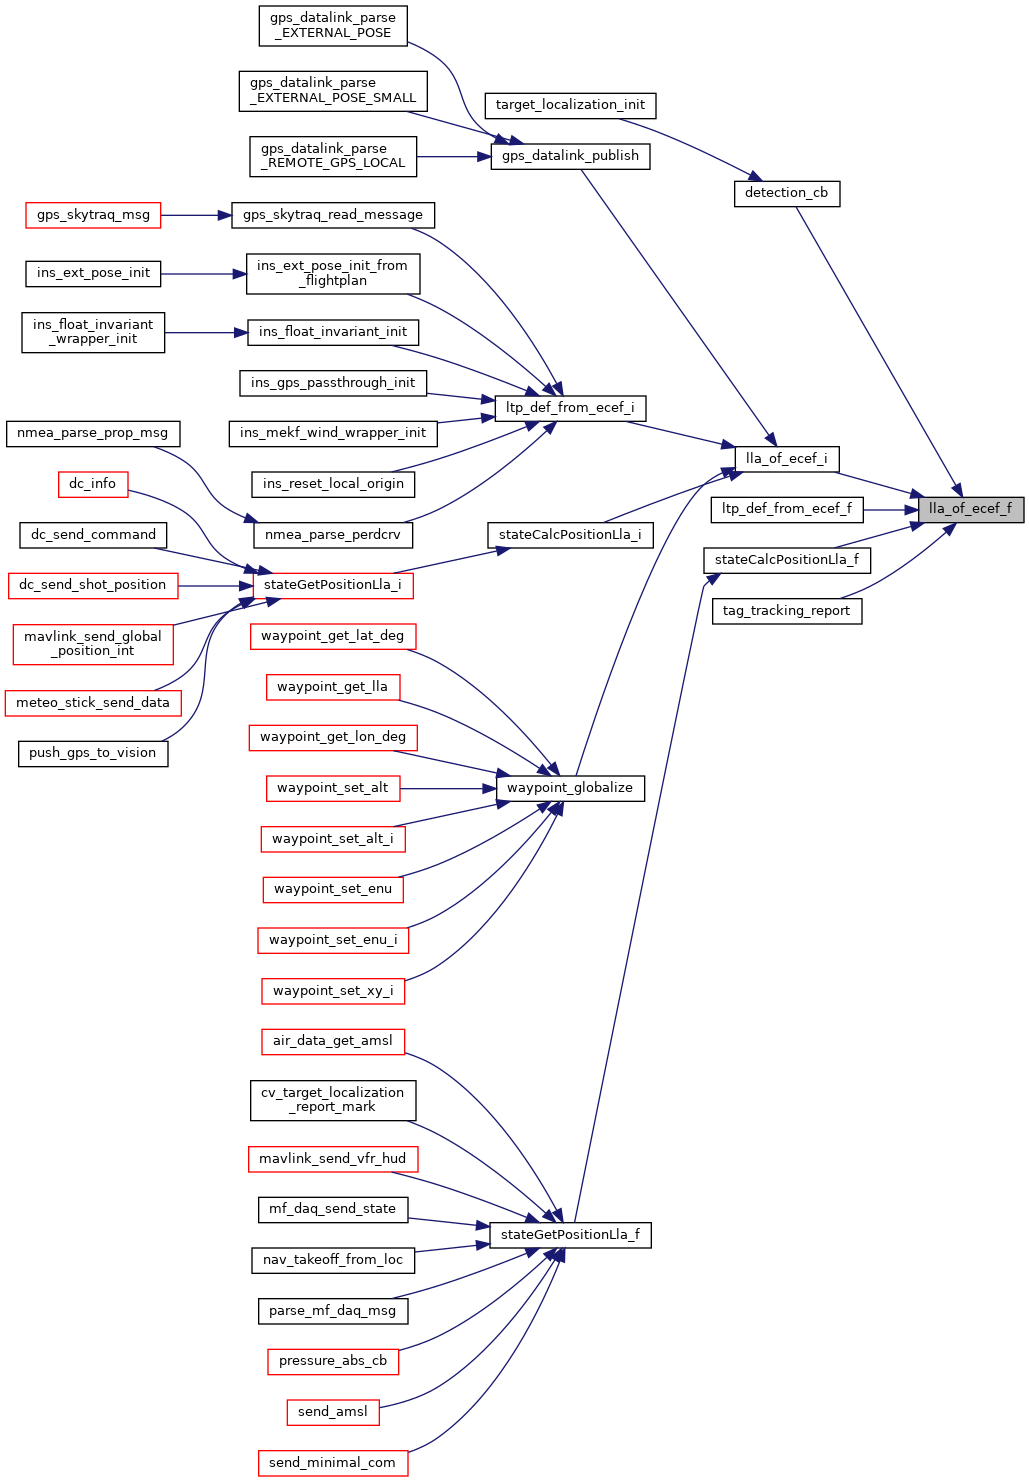 gps_datalink_parse
_EXTERNAL_POSE
gps_datalink_parse
_EXTERNAL_POSE_SMALL
target_localization_init
gps_datalink_parse
_REMOTE_GPS_LOCAL
gps_datalink_publish
detection_cb
gps_skytraq_msg
gps_skytraq_read_message
ins_ext_pose_init
ins_ext_pose_init_from
_flightplan
ins_float_invariant
_wrapper_init
ins_float_invariant_init
ins_gps_passthrough_init
ltp_def_from_ecef_i
nmea_parse_prop_msg
ins_mekf_wind_wrapper_init
lla_of_ecef_i
dc_info
ins_reset_local_origin
ltp_def_from_ecef_f
lla_of_ecef_f
dc_send_command
nmea_parse_perdcrv
stateCalcPositionLla_i
stateCalcPositionLla_f
dc_send_shot_position
stateGetPositionLla_i
tag_tracking_report
mavlink_send_global
_position_int
waypoint_get_lat_deg
meteo_stick_send_data
waypoint_get_lla
push_gps_to_vision
waypoint_get_lon_deg
waypoint_set_alt
waypoint_globalize
waypoint_set_alt_i
waypoint_set_enu
waypoint_set_enu_i
waypoint_set_xy_i
air_data_get_amsl
cv_target_localization
_report_mark
mavlink_send_vfr_hud
mf_daq_send_state
stateGetPositionLla_f
nav_takeoff_from_loc
parse_mf_daq_msg
pressure_abs_cb
send_amsl
send_minimal_com